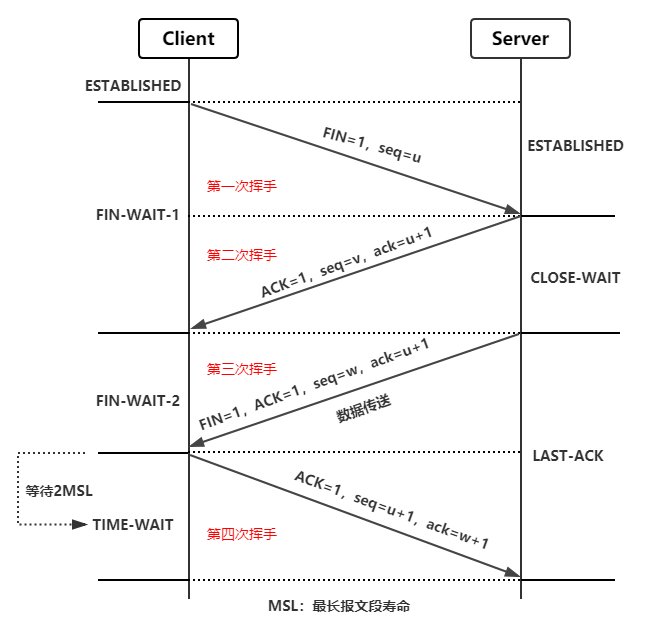 Client
Server
ESTABLISHED
FIN=1, seq=u
ESTABLISHED
第一次挥手
FIN-WAIT-1
第二次挥手
ACK=1, seq=v, ack=u+1
CLOSE-WAIT
第三次挥手
FIN=1, ACK=1, seq=w, ack=u+1
数据传送
FIN-WAIT-2
LAST-ACK
等待2MSL
ACK=1, seq=u+1, ack=w+1
TIME-WAIT
第四次挥手
MSL：最长报文段寿命